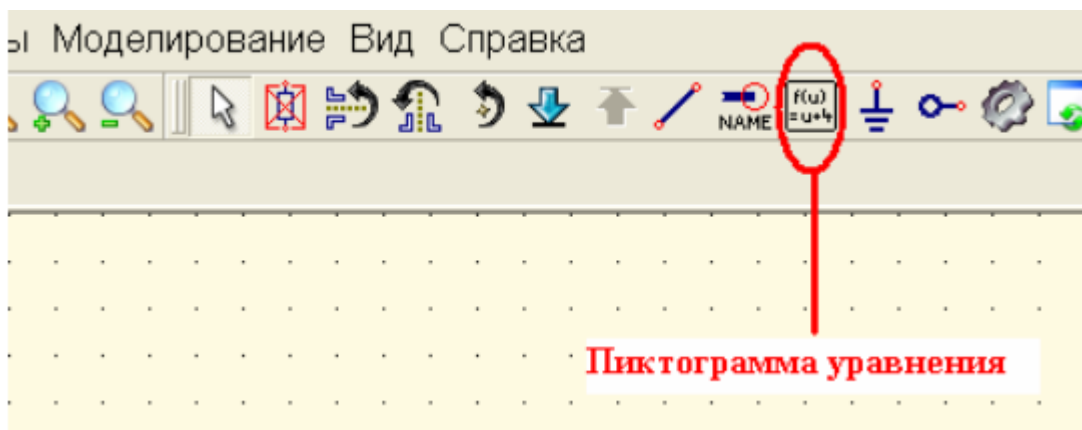 ы Моделирование Вид Справка
NAME
f(u)
=u+4
Пиктограмма уравнения